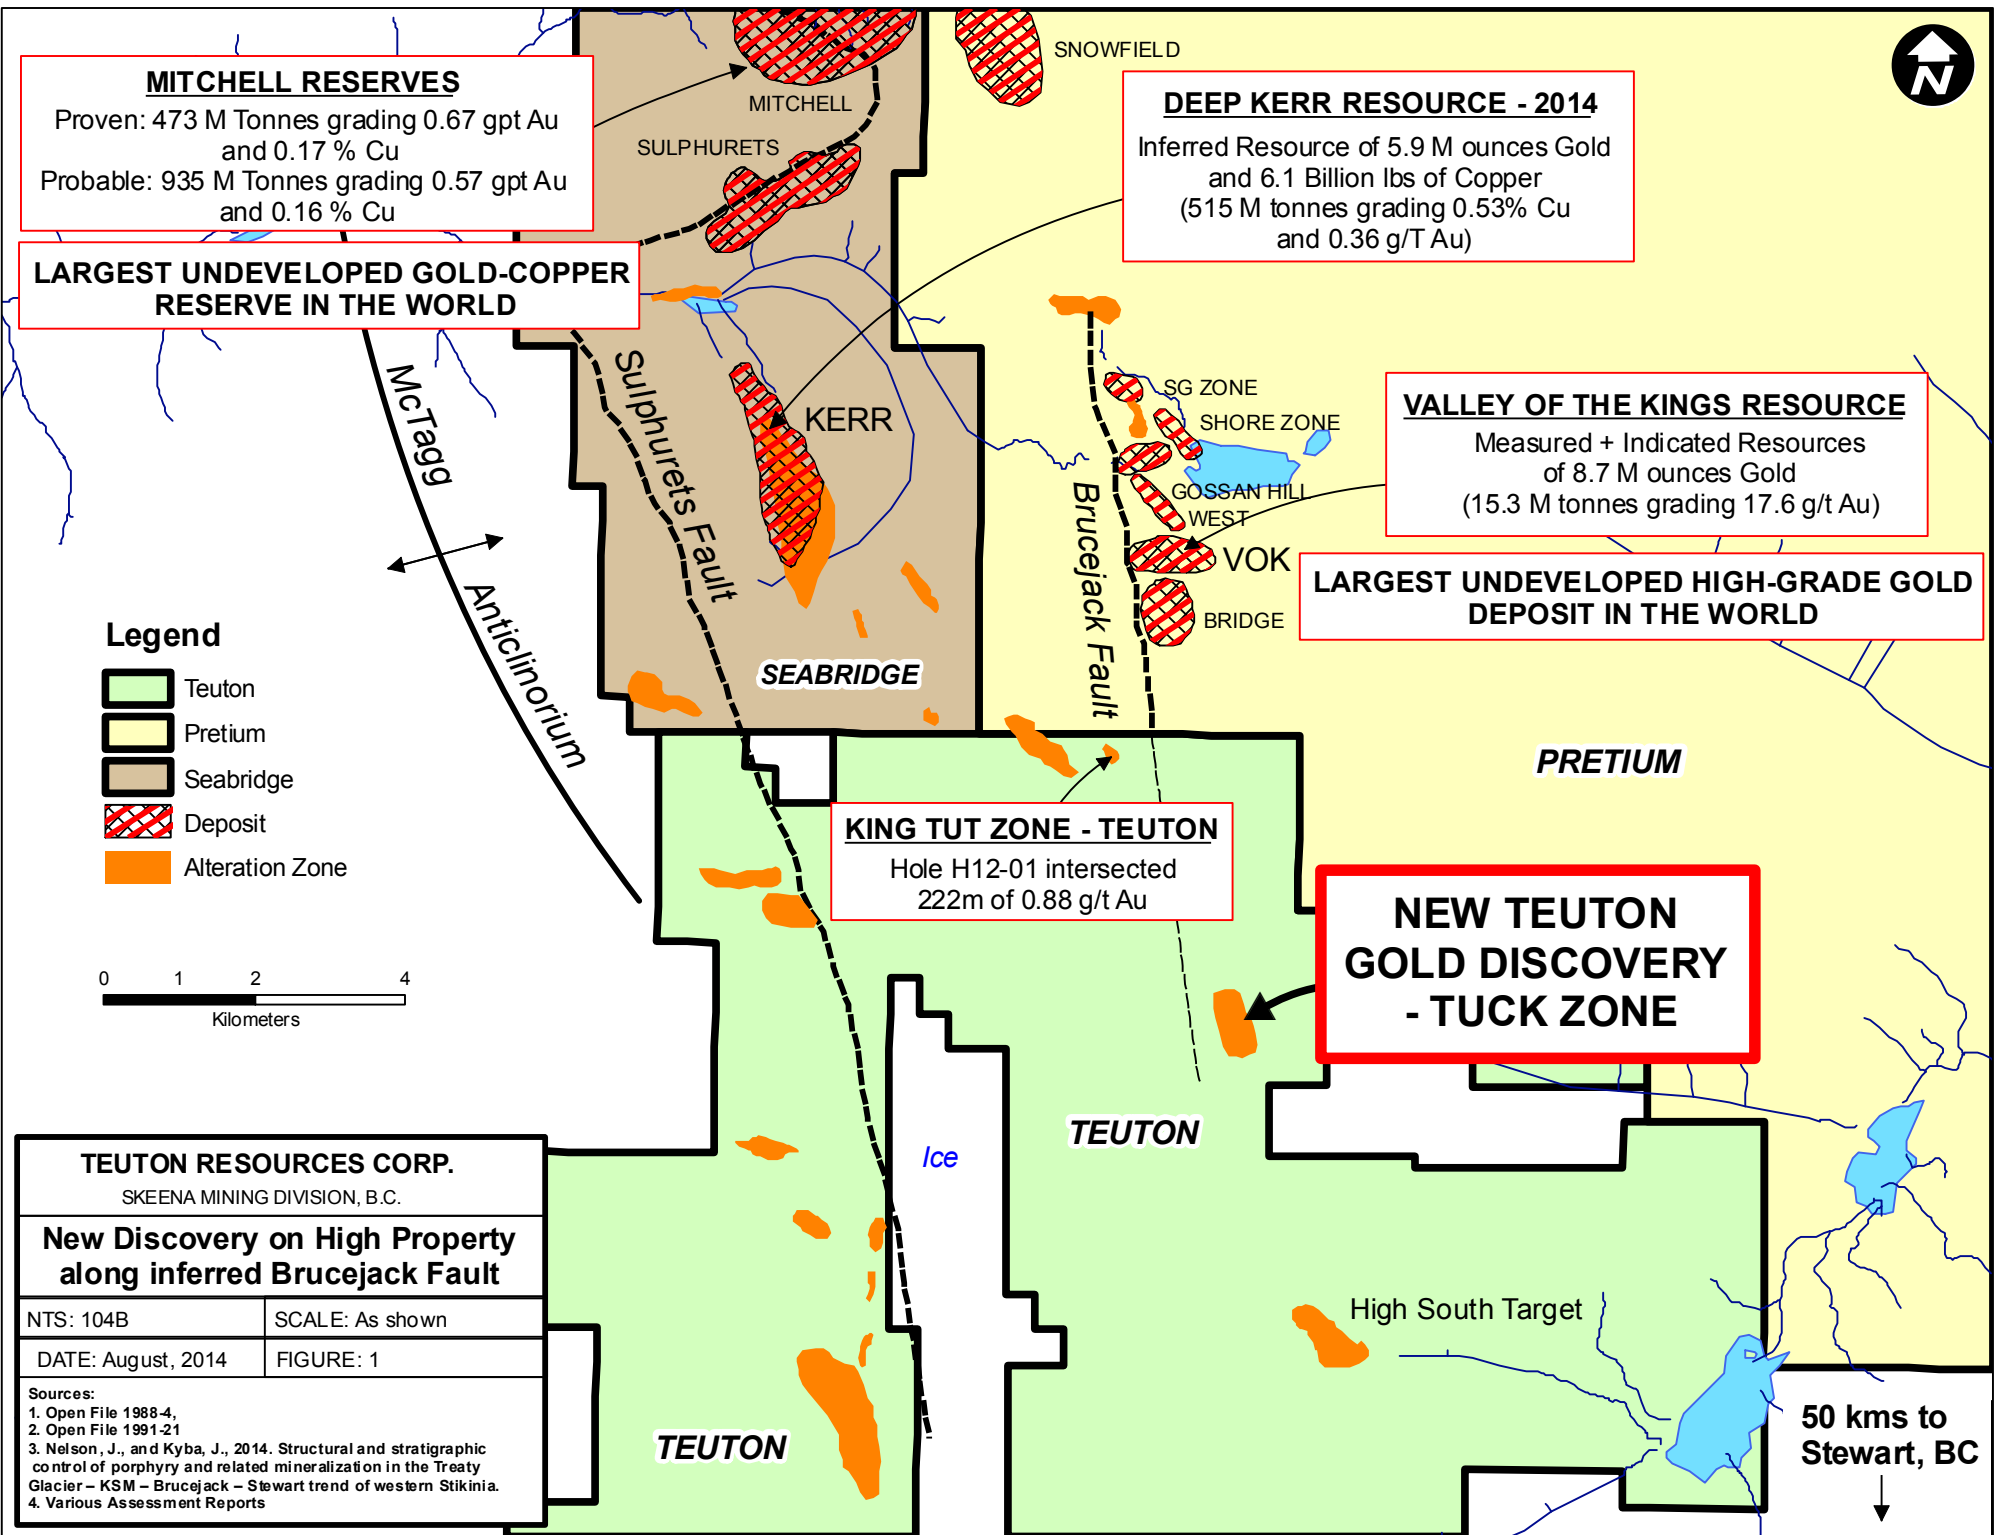 N
SNOWFIELD
MITCHELL RESERVES
Proven: 473 M Tonnes grading 0.67 gpt Au
and 0.17 % Cu
Probable: 935 M Tonnes grading 0.57 gpt Au
and 0.16 % Cu
MITCHELL
SULPHURETS
DEEP KERR RESOURCE - 2014
Inferred Resource of 5.9 M ounces Gold
and 6.1 Billion lbs of Copper
(515 M tonnes grading 0.53% Cu
and 0.36 g/T Au)
LARGEST UNDEVELOPED GOLD-COPPER
RESERVE IN THE WORLD
McTagg
Anticlinorium
Sulphurets Fault
KERR
Brucejack Fault
SG ZONE
SHORE ZONE
GOSSAN HILL
WEST
VOK
BRIDGE
VALLEY OF THE KINGS RESOURCE
Measured + Indicated Resources
of 8.7 M ounces Gold
(15.3 M tonnes grading 17.6 g/t Au)
LARGEST UNDEVELOPED HIGH-GRADE GOLD
DEPOSIT IN THE WORLD
SEABRIDGE
PRETIUM
Legend
Teuton
Pretium
Seabridge
Deposit
Alteration Zone
0 1 2 4
Kilometers
KING TUT ZONE - TEUTON
Hole H12-01 intersected
222m of 0.88 g/t Au
NEW TEUTON
GOLD DISCOVERY
- TUCK ZONE
TEUTON
Ice
High South Target
TEUTON
50 kms to
Stewart, BC
TEUTON RESOURCES CORP.
SKEENA MINING DIVISION, B.C.
New Discovery on High Property
along inferred Brucejack Fault
NTS: 104B
SCALE: As shown
DATE: August, 2014
FIGURE: 1
Sources:
1. Open File 1988-4,
2. Open File 1991-21
3. Nelson, J., and Kyba, J., 2014. Structural and stratigraphic
control of porphyry and related mineralization in the Treaty
Glacier – KSM – Brucejack – Stewart trend of western Stikinia.
4. Various Assessment Reports